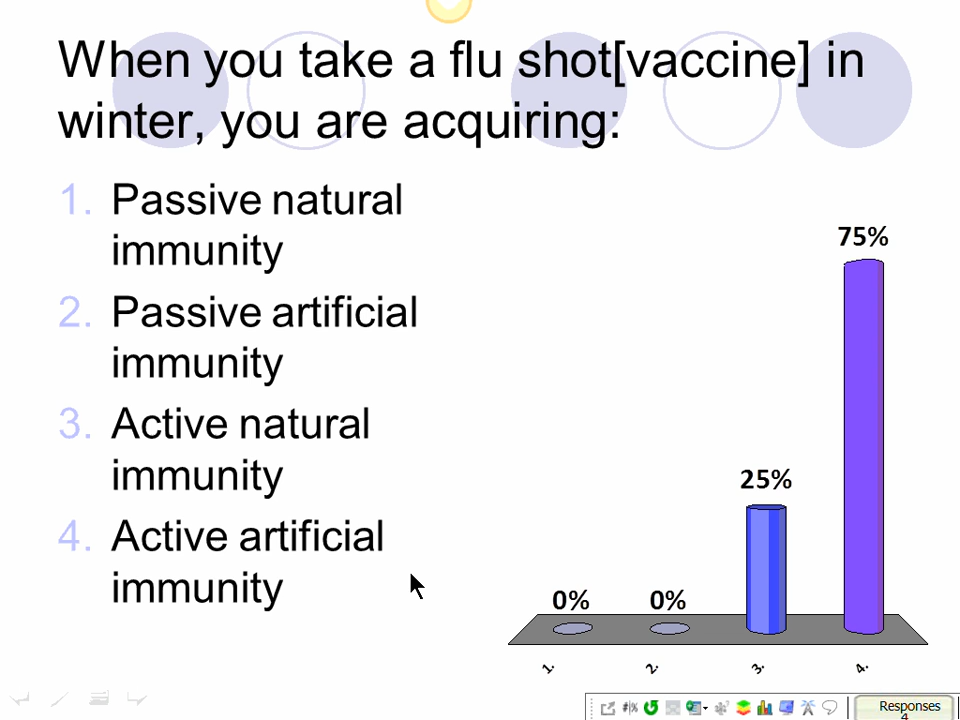 When you take a flu shot[vaccine] in
winter, you are acquiring:
1. Passive natural
immunity
2. Passive artificial
immunity
3. Active natural
immunity
4. Active artificial
immunity
75%
25%
0%
0%
1.
2.
3.
4.
Responses
4